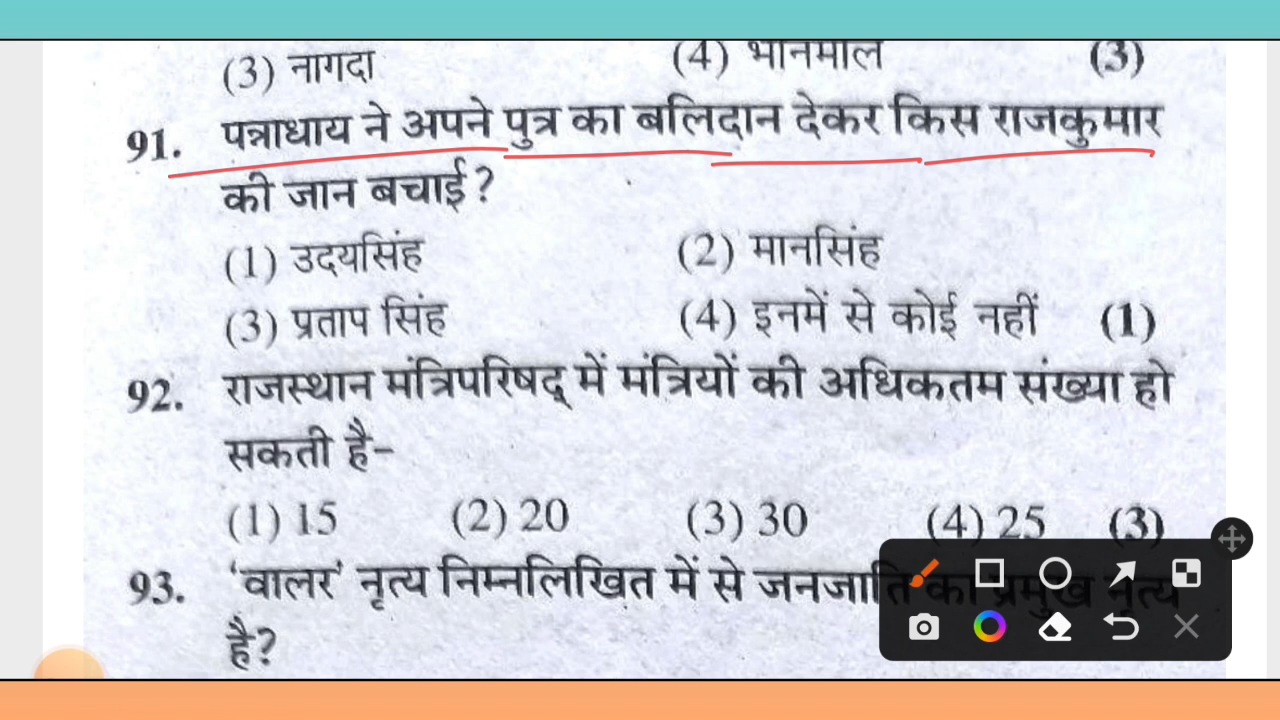 (3) नागदा (4) भीनमाल (3)
91. पन्नाधाय ने अपने पुत्र का बलिदान देकर किस राजकुमार
की जान बचाई?
(1) उदयसिंह (2) मानसिंह
(3) प्रताप सिंह (4) इनमें से कोई नहीं (1)
92. राजस्थान मंत्रिपरिषद् में मंत्रियों की अधिकतम संख्या हो
सकती है-
(1) 15 (2) 20 (3) 30 (4) 25 (3)
93. 'वालर' नृत्य निम्नलिखित में से जनजाति का प्रमुख नृत्य
है?